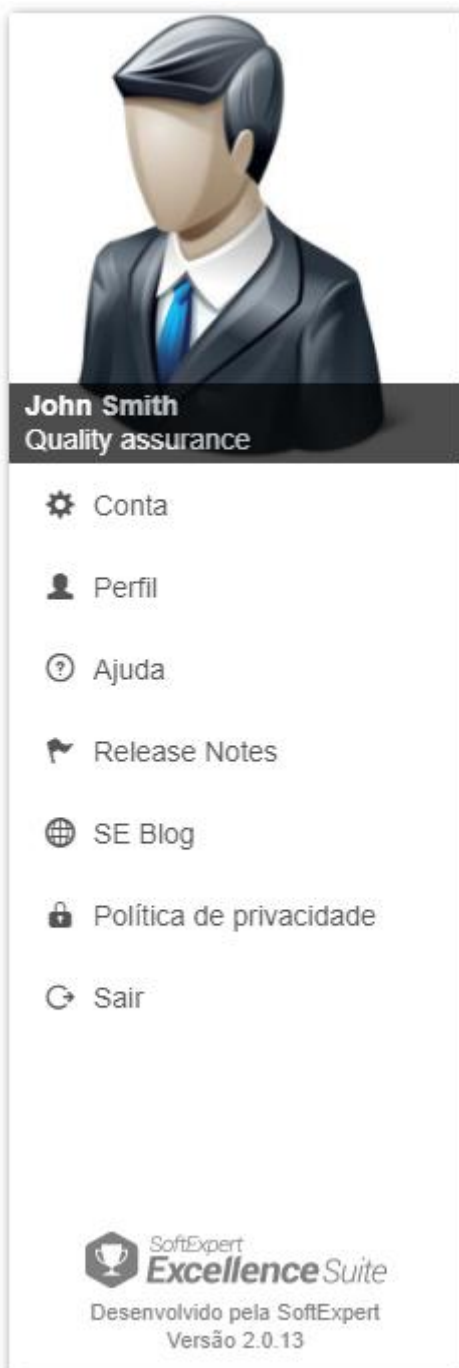 John Smith
Quality assurance
Conta
Perfil
Ajuda
Release Notes
SE Blog
Política de privacidade
Sair
SoftExpert
Excellence Suite
Desenvolvido pela SoftExpert
Versão 2.0.13